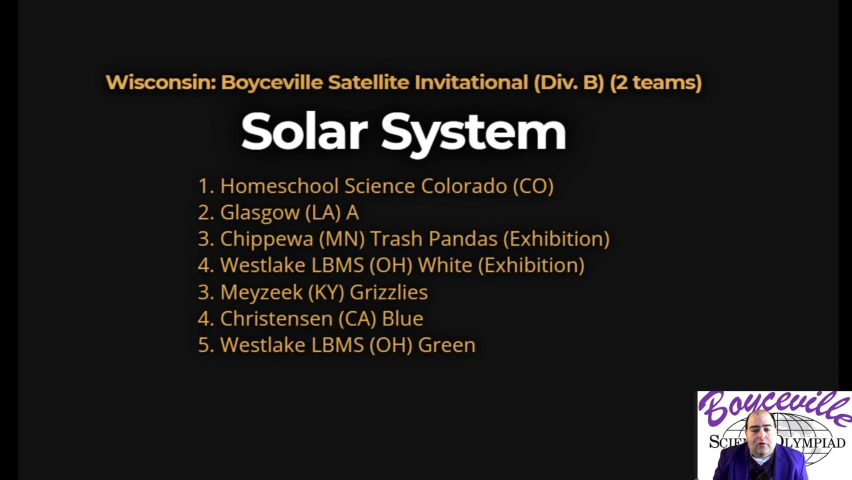 Wisconsin: Boyceville Satellite Invitational (Div. B) (2 teams)
Solar System
1. Homeschool Science Colorado (CO)
2. Glasgow (LA) A
3. Chippewa (MN) Trash Pandas (Exhibition)
4. Westlake LBMS (OH) White (Exhibition)
3. Meyzeek (KY) Grizzlies
4. Christensen (CA) Blue
5. Westlake LBMS (OH) Green
Boyceville